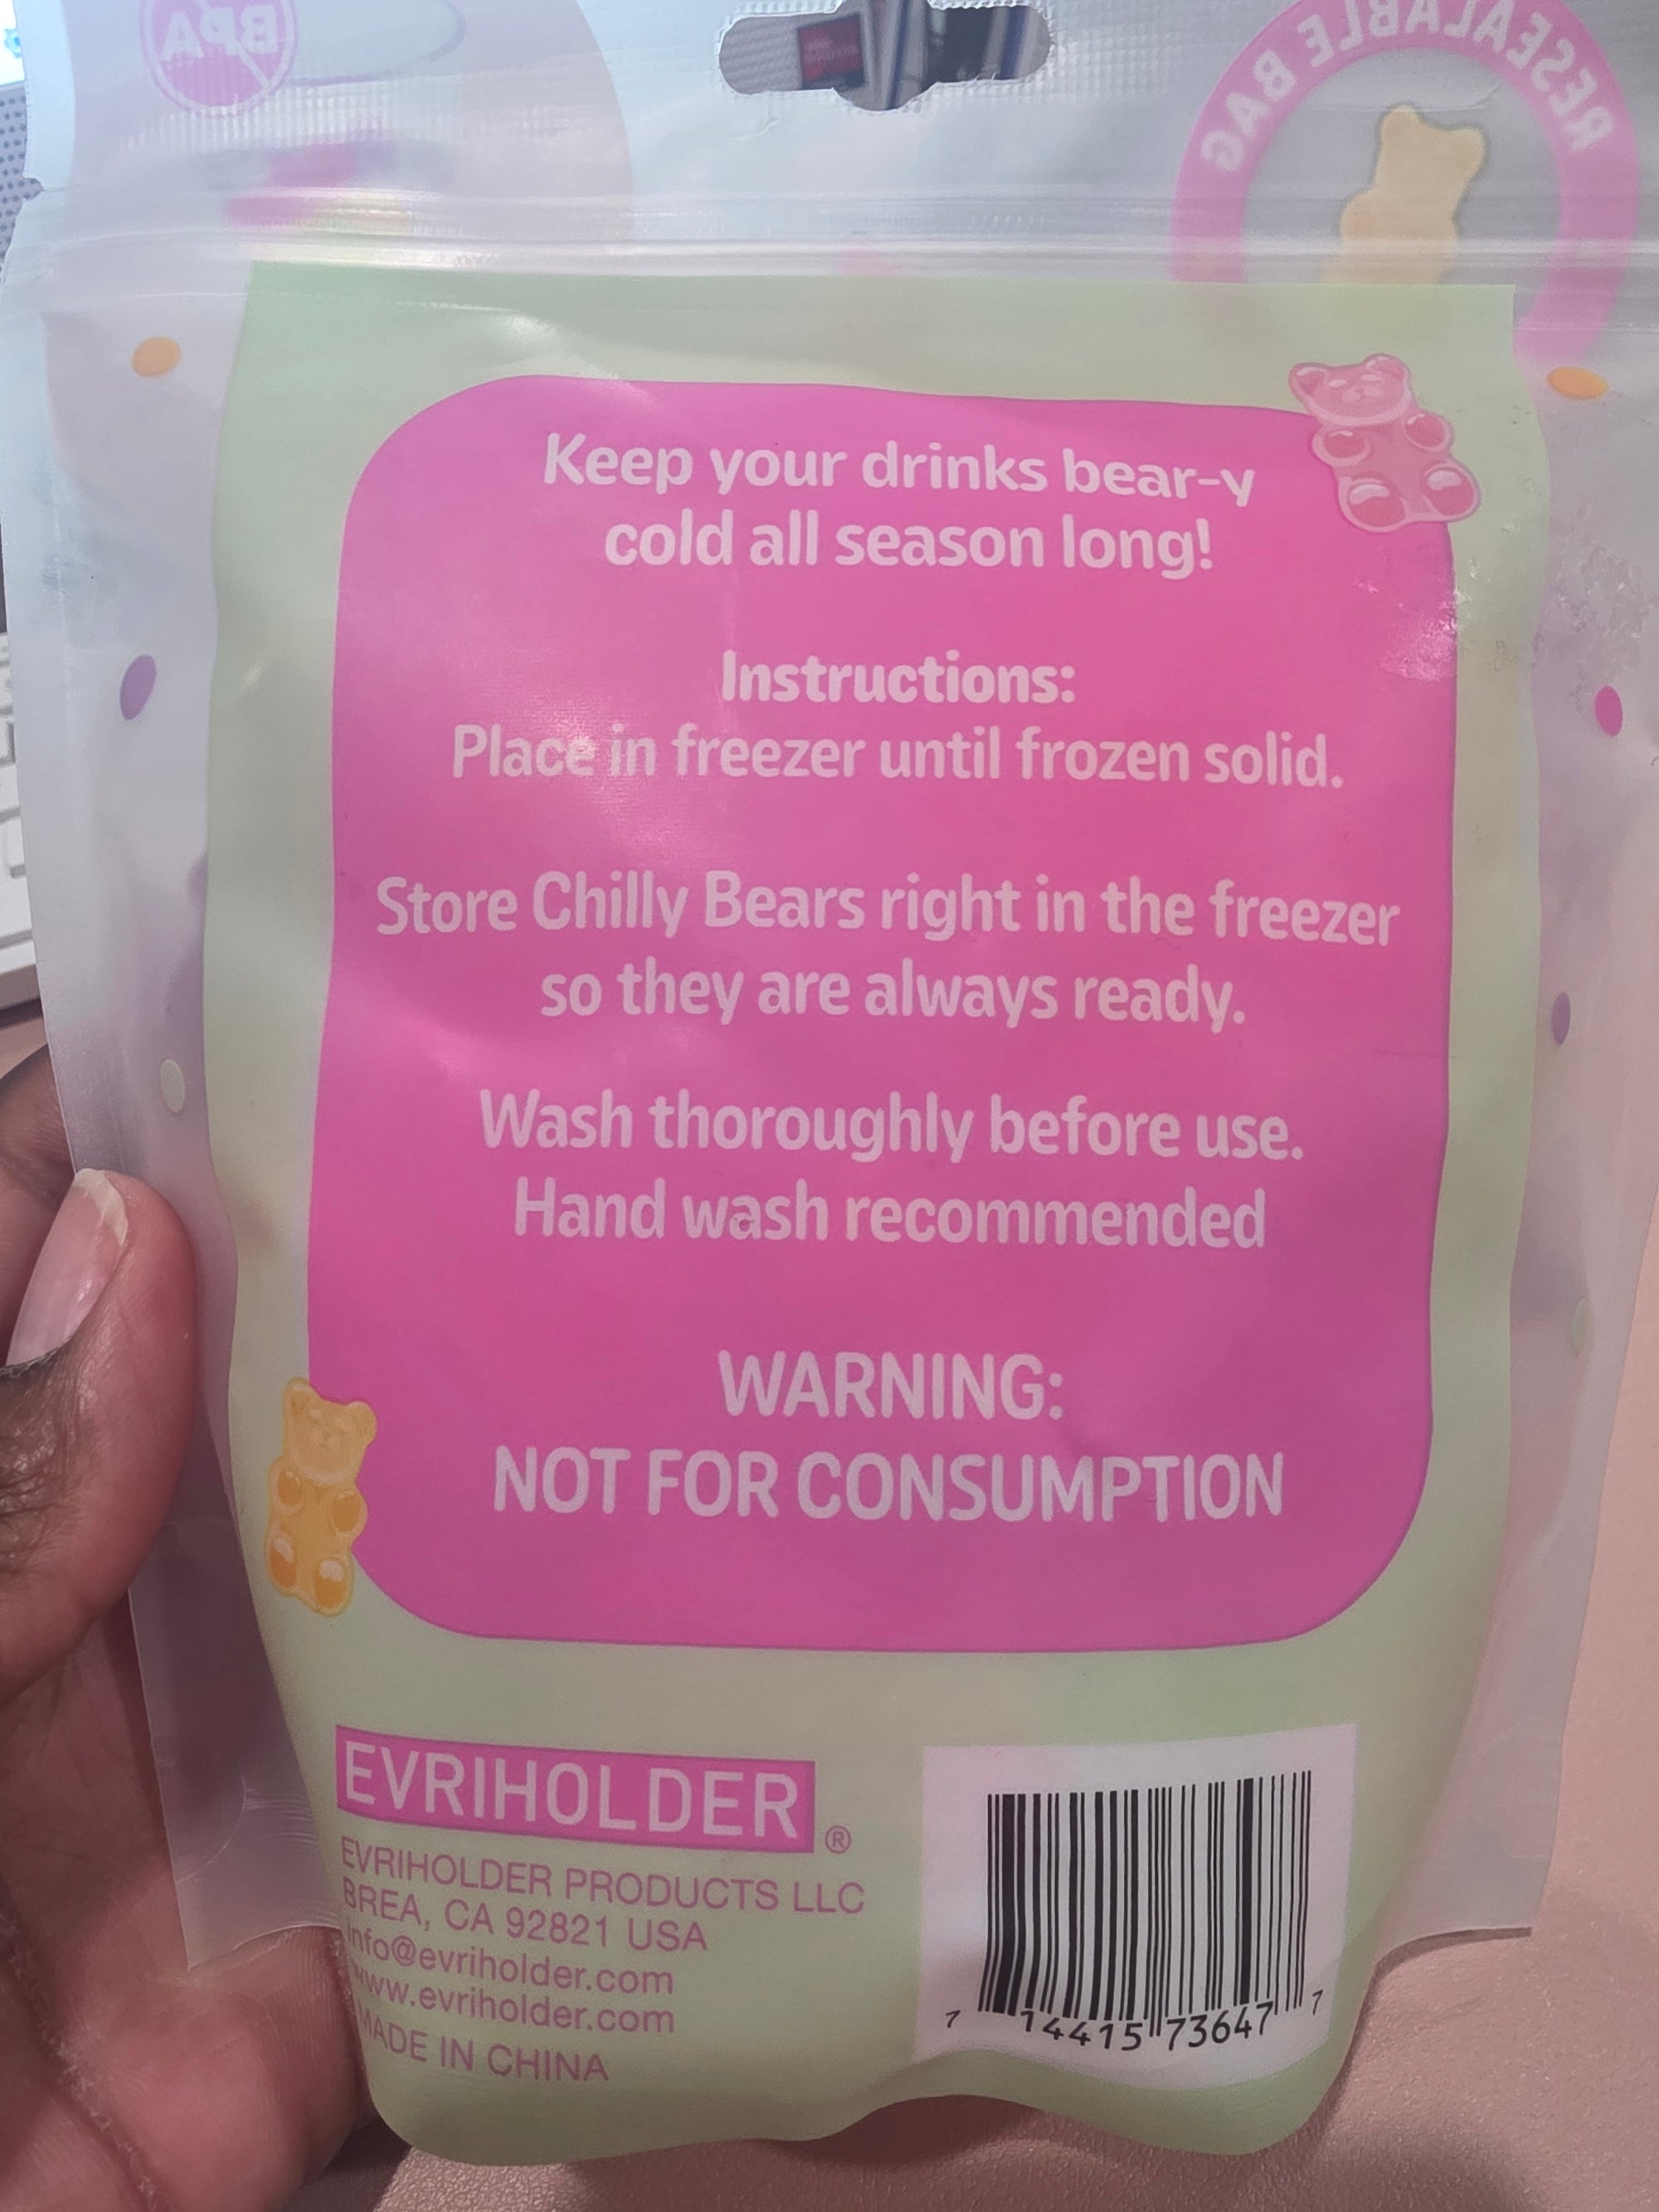 BPA
RESEALABLE BAG
Keep your drinks bear-y
cold all season long!
Instructions:
Place in freezer until frozen solid.
Store Chilly Bears right in the freezer
so they are always ready.
Wash thoroughly before use.
Hand wash recommended
WARNING:
NOT FOR CONSUMPTION
EVRIHOLDER®
EVRIHOLDER PRODUCTS LLC
BREA, CA 92821 USA
info@evriholder.com
www.evriholder.com
MADE IN CHINA
7 14415 73647 7